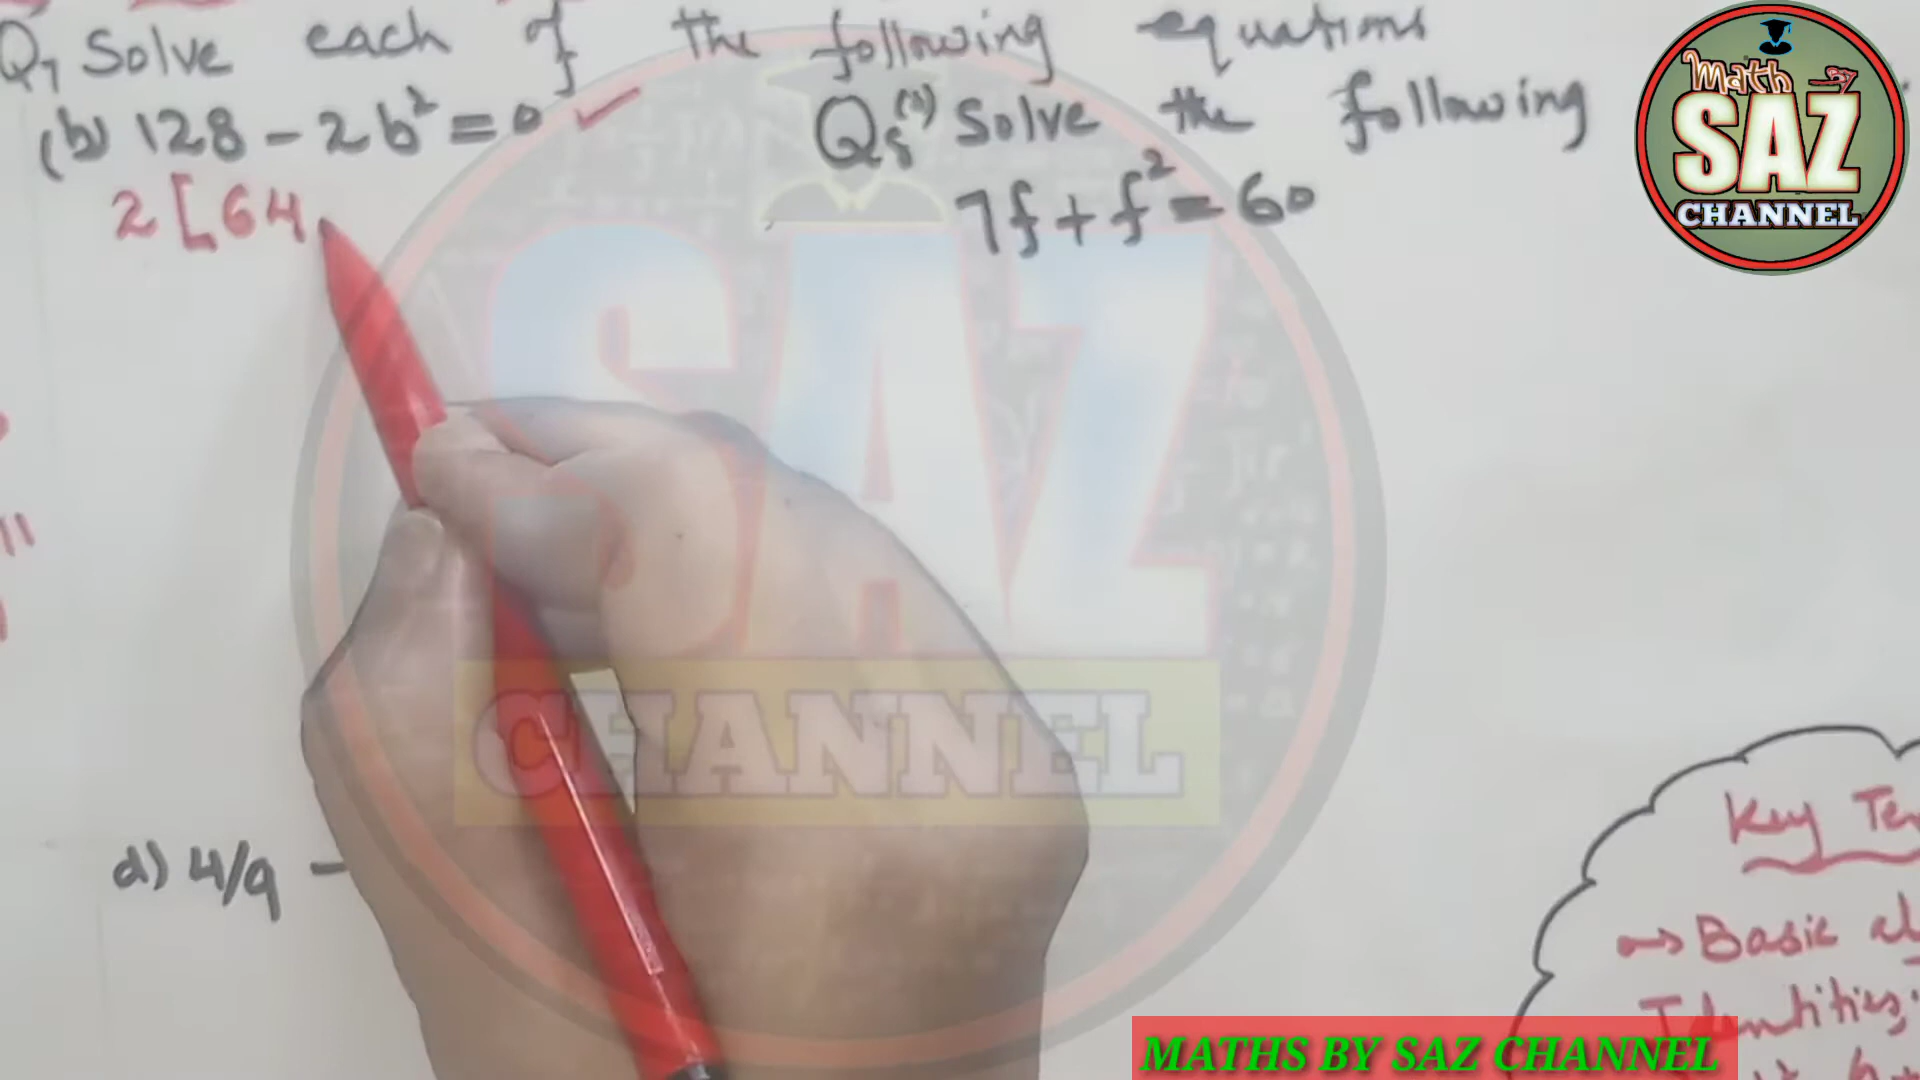 Q7 Solve each of the following equations
(b) 128 - 2b² = 0 ✓
2 [64
Q8 Solve the following
7f + f² = 60
d) 4/9 -
Key
Basic
Identities,
Math
SAZ
CHANNEL
SAZ
CHANNEL
MATHS BY SAZ CHANNEL